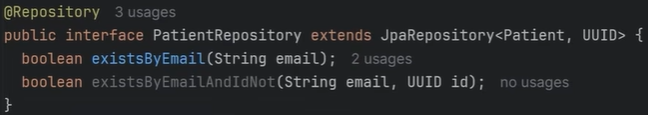 @Repository 3 usages
public interface PatientRepository extends JpaRepository<Patient, UUID> {
boolean existsByEmail(String email); 2 usages
boolean existsByEmailAndIdNot(String email, UUID id); no usages
}